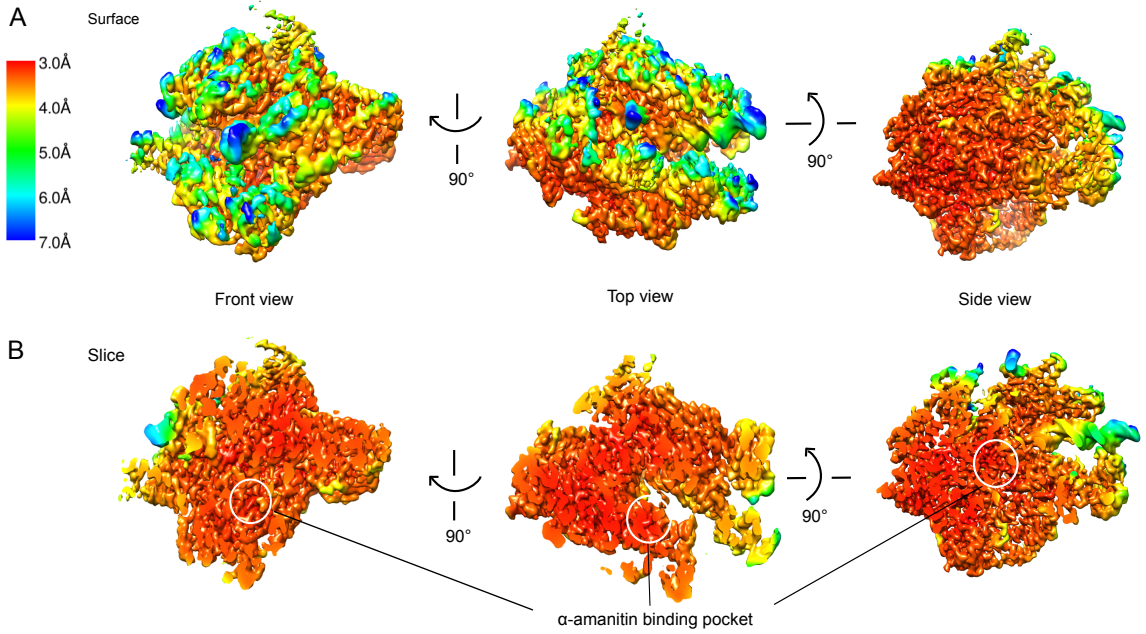 A
Surface
3.0Å
4.0Å
5.0Å
6.0Å
7.0Å
90°
90°
Front view
Top view
Side view
B
Slice
90°
90°
α-amanitin binding pocket